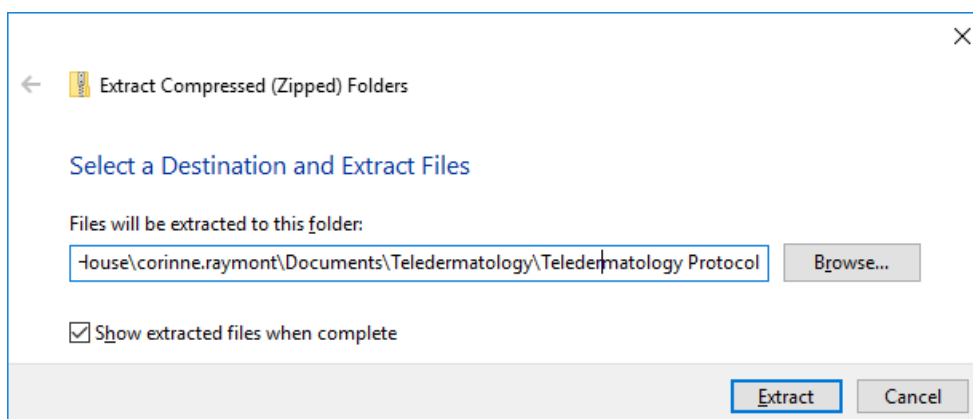 Extract Compressed (Zipped) Folders
Select a Destination and Extract Files
Files will be extracted to this folder:
House\corinne.raymont\Documents\Teledermatology\Teledermatology Protocol
Browse...
Show extracted files when complete
Extract
Cancel